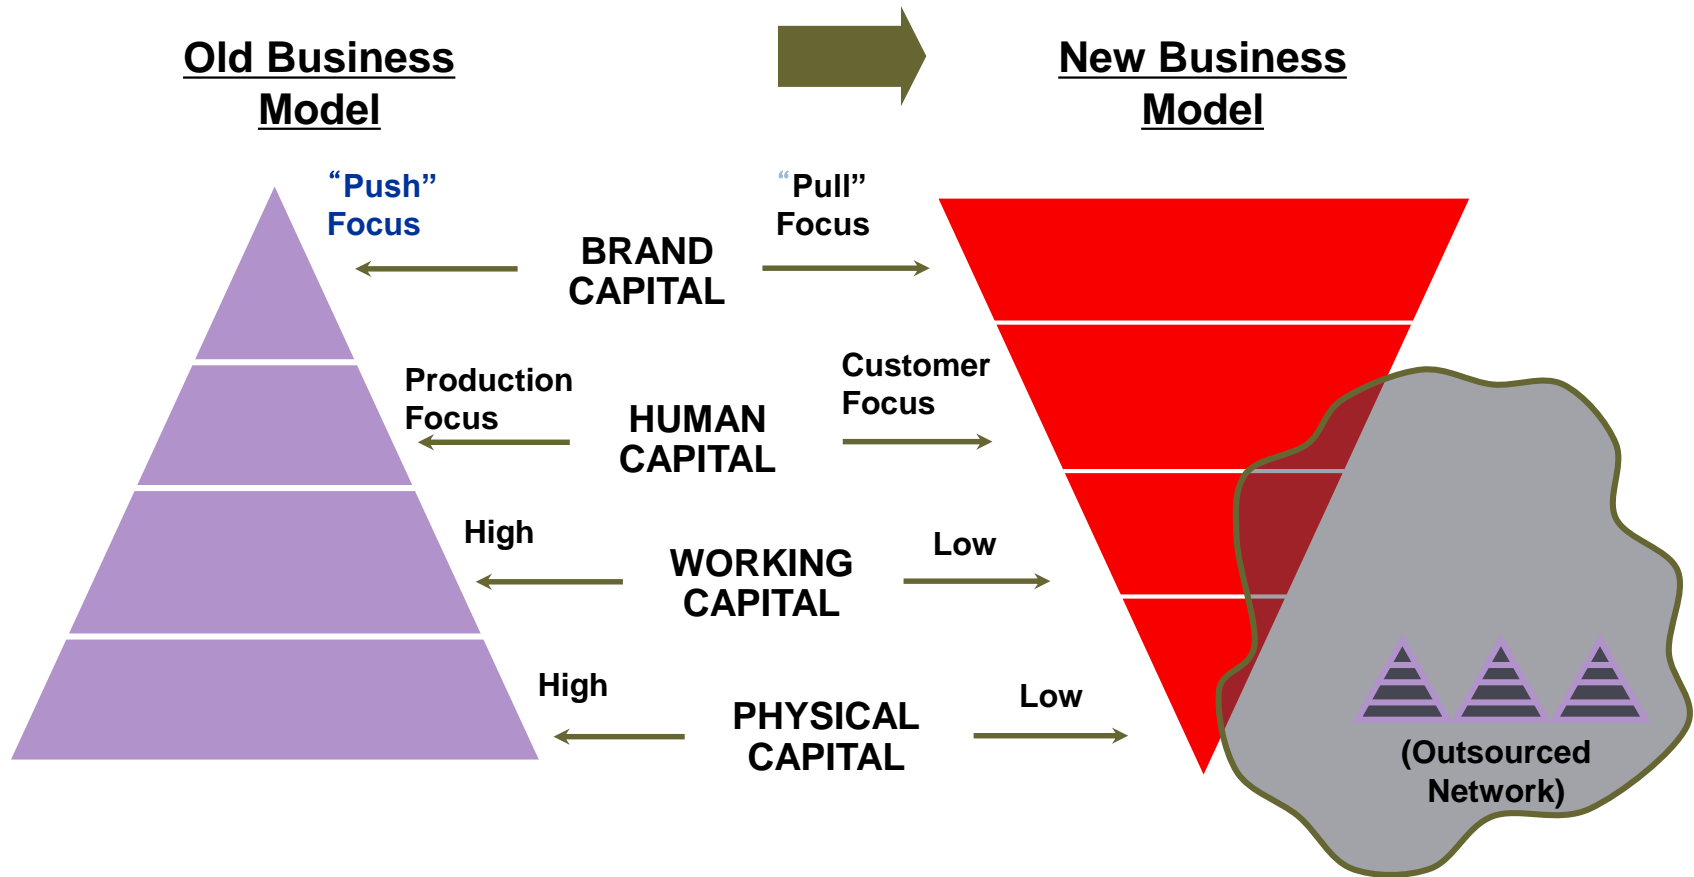 Old Business
Model
New Business
Model
“Push”
Focus
“Pull”
Focus
BRAND
CAPITAL
Production
Focus
Customer
Focus
HUMAN
CAPITAL
High
Low
WORKING
CAPITAL
High
Low
PHYSICAL
CAPITAL
(Outsourced
Network)